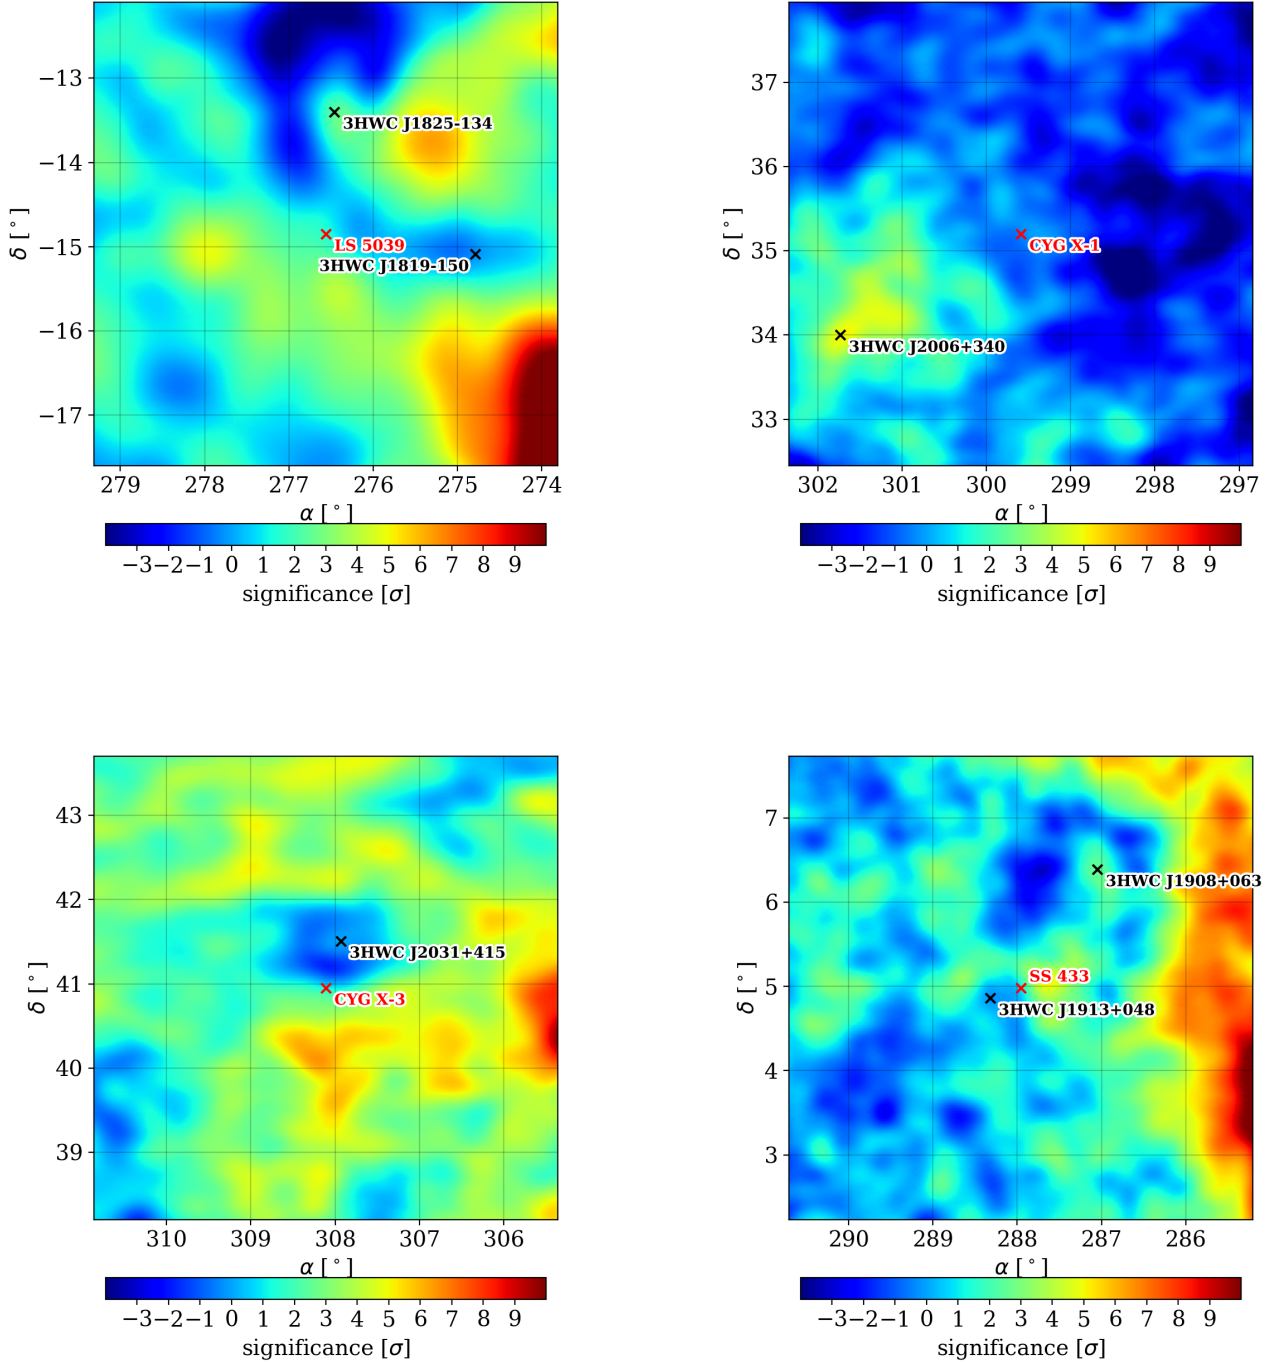 −13
−14
−15
−16
−17
δ [°]
3HWC J1825-134
LS 5039
3HWC J1819-150
279 278 277 276 275 274
α [°]
−3 −2 −1 0 1 2 3 4 5 6 7 8 9
significance [σ]
37
36
35
34
33
δ [°]
CYG X-1
3HWC J2006+340
302 301 300 299 298 297
α [°]
−3 −2 −1 0 1 2 3 4 5 6 7 8 9
significance [σ]
43
42
41
40
39
δ [°]
3HWC J2031+415
CYG X-3
310 309 308 307 306
α [°]
−3 −2 −1 0 1 2 3 4 5 6 7 8 9
significance [σ]
7
6
5
4
3
δ [°]
3HWC J1908+063
SS 433
3HWC J1913+048
290 289 288 287 286
α [°]
−3 −2 −1 0 1 2 3 4 5 6 7 8 9
significance [σ]